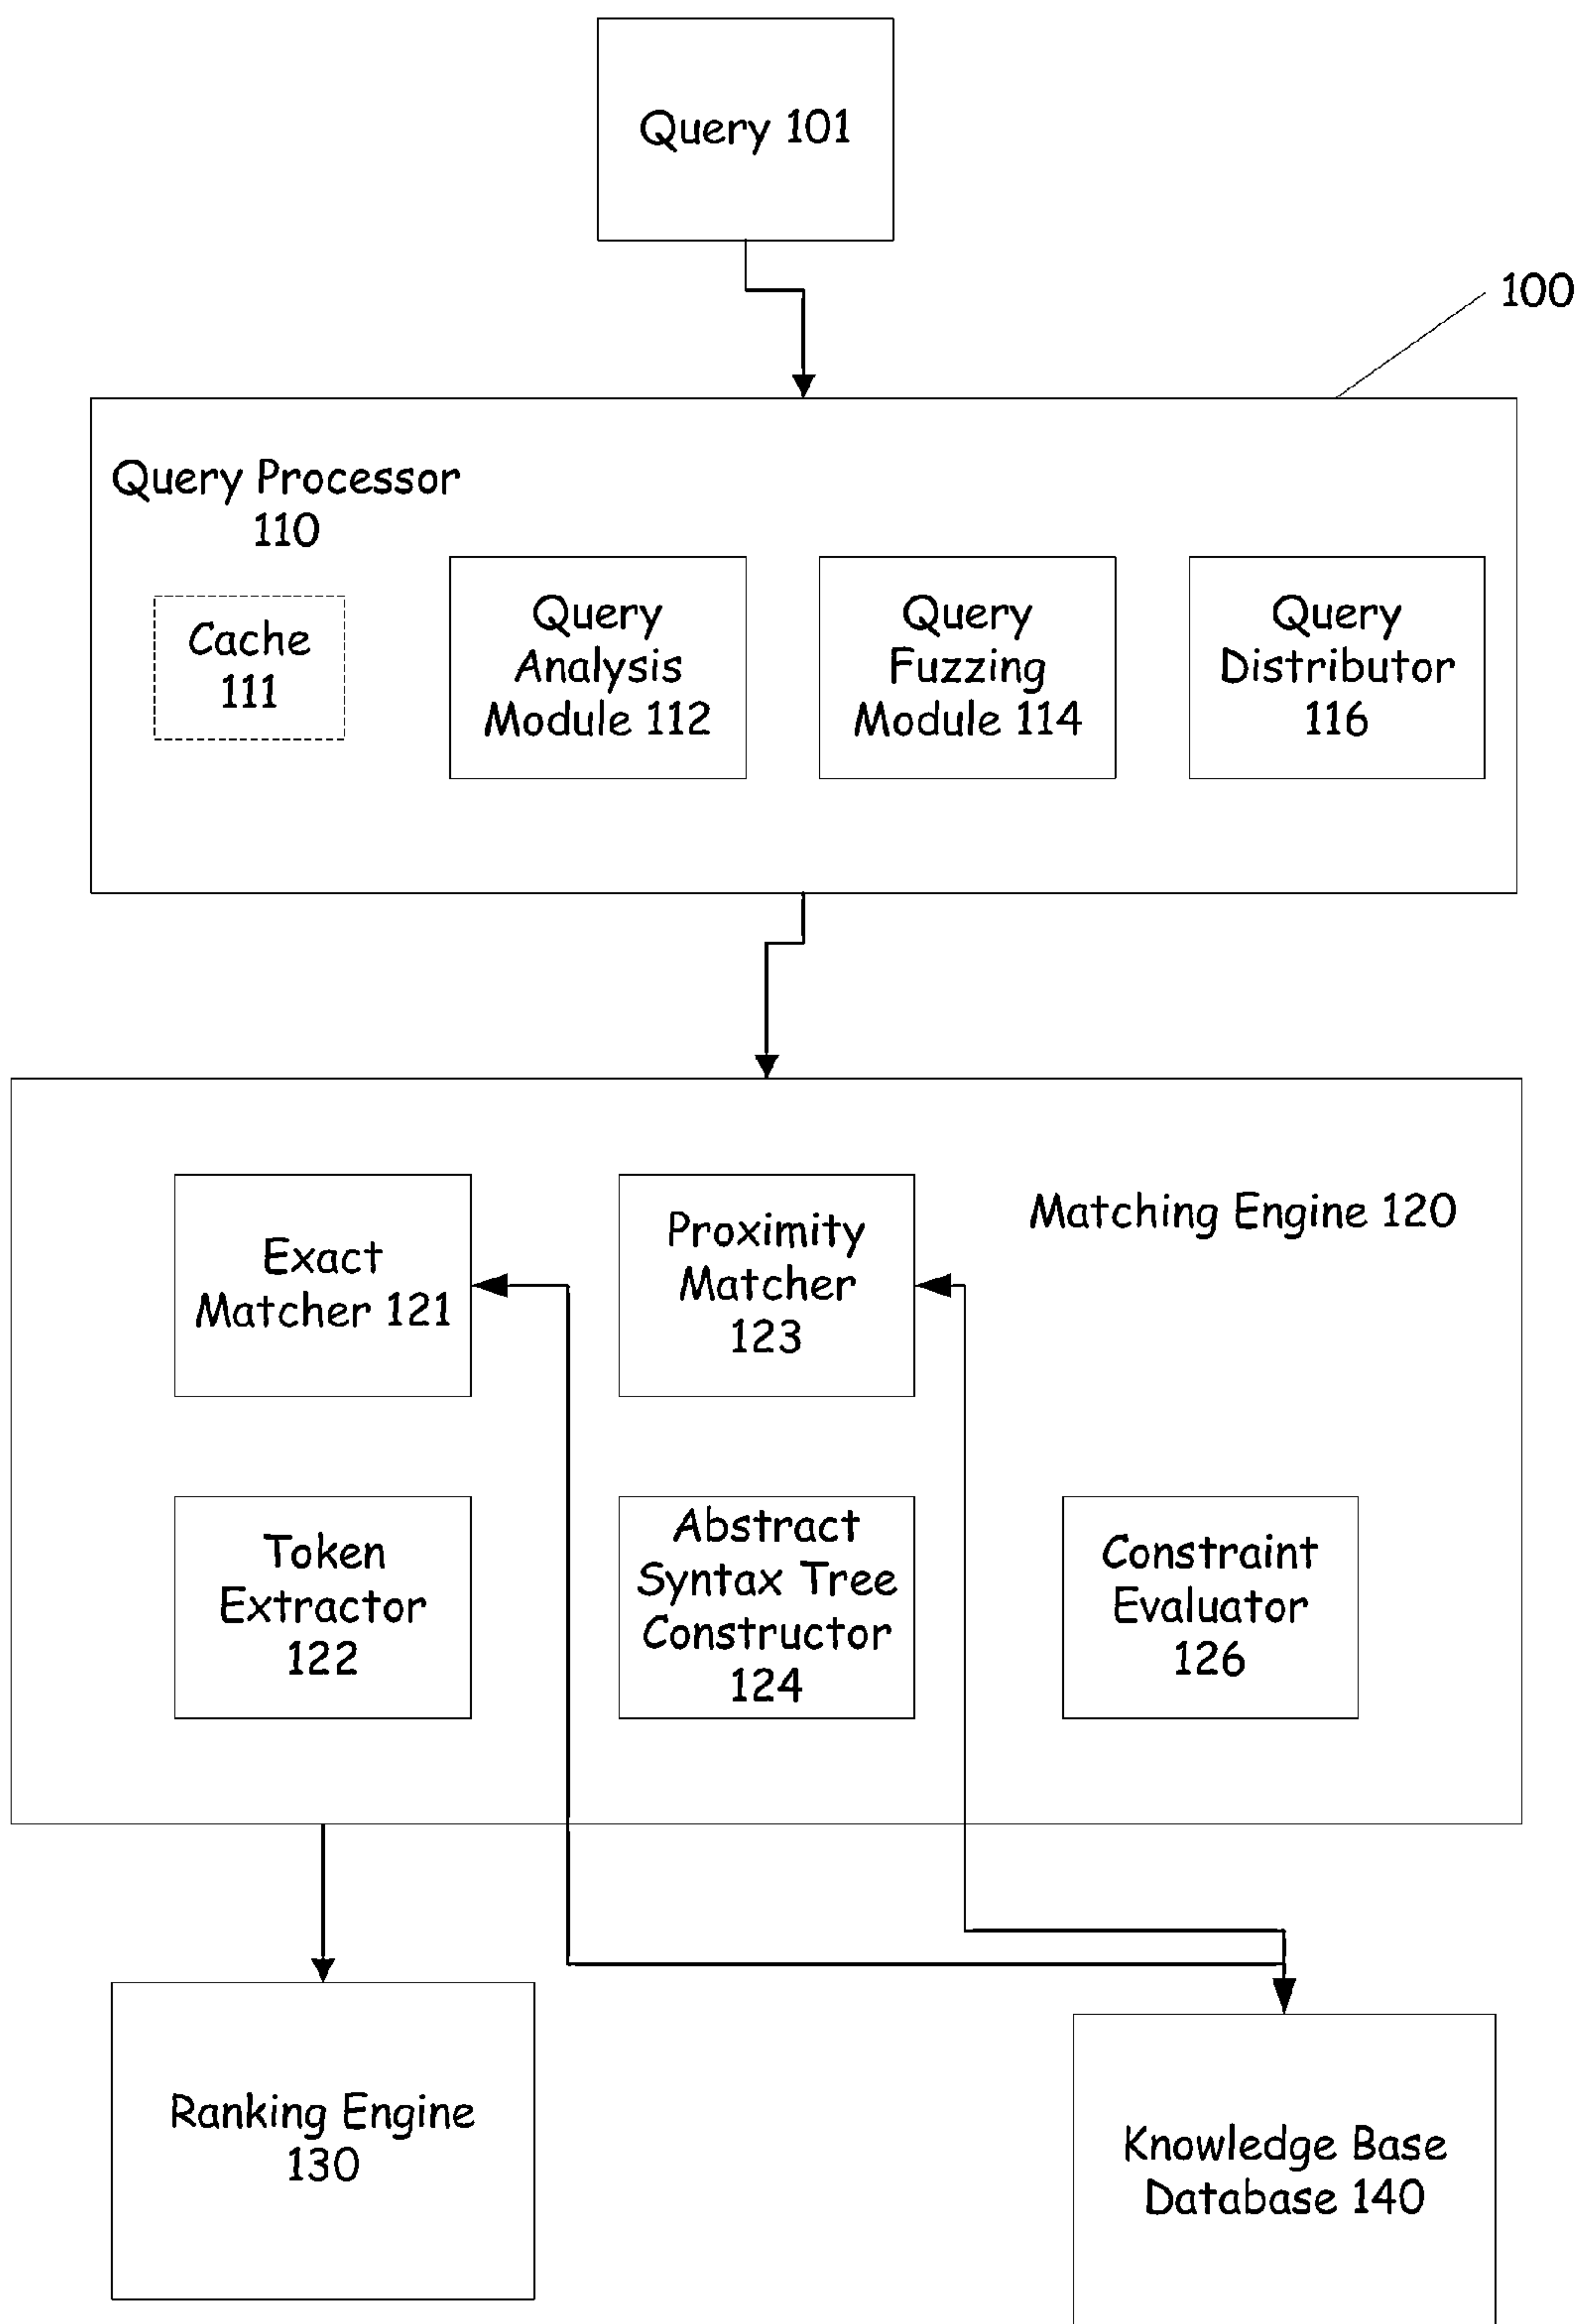 Query 101
100
Query Processor
110
Cache
111
Query
Analysis
Module 112
Query
Fuzzing
Module 114
Query
Distributor
116
Matching Engine 120
Exact
Matcher 121
Proximity
Matcher
123
Token
Extractor
122
Abstract
Syntax Tree
Constructor
124
Constraint
Evaluator
126
Ranking Engine
130
Knowledge Base
Database 140